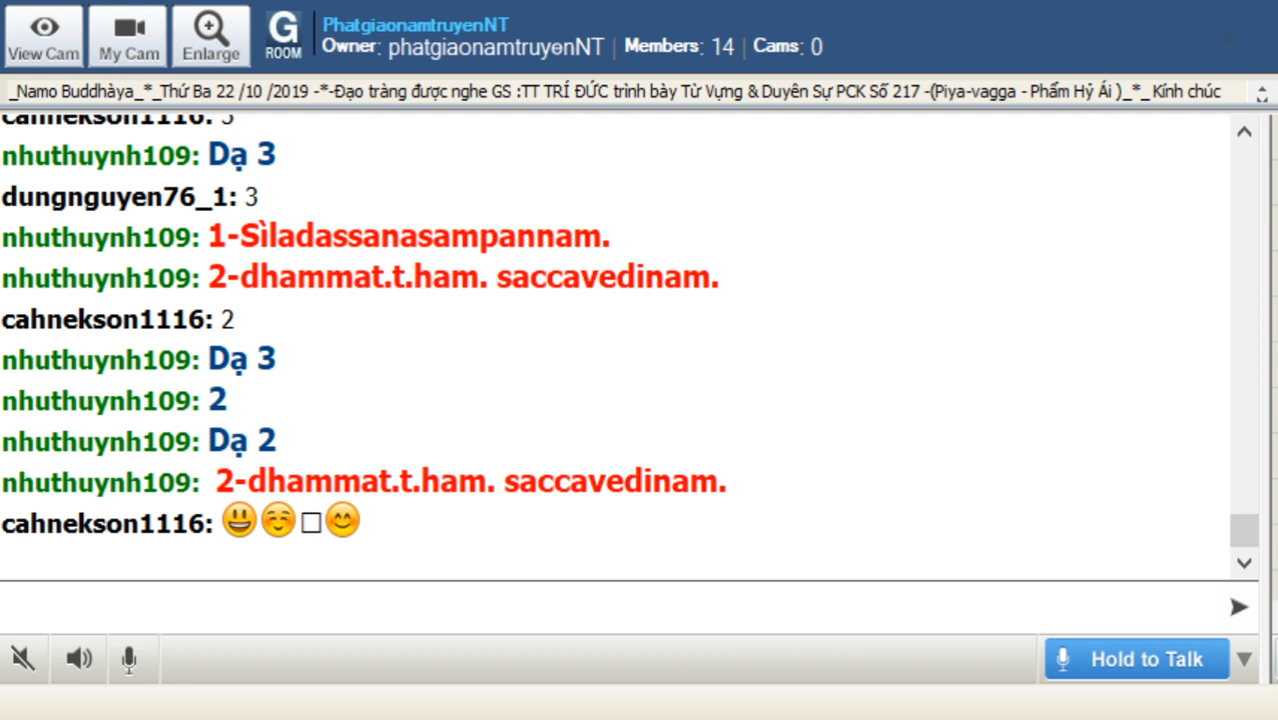 View Cam
My Cam
Enlarge
G
ROOM
PhatgiaonamtruyenNT
Owner: phatgiaonamtruyenNT | Members: 14 | Cams: 0
_Namo Buddhàya_*_Thứ Ba 22 /10 /2019 -*-Đạo tràng được nghe GS :TT TRÍ ĐỨC trình bày Từ Vựng & Duyên Sự PCK Số 217 -(Piya-vagga - Phẩm Hỷ Ái )_*_ Kính chúc
cahnekson1116: 3
nhuthuynh109: Dạ 3
dungnguyen76_1: 3
nhuthuynh109: 1-Sìladassanasampannam.
nhuthuynh109: 2-dhammat.t.ham. saccavedinam.
cahnekson1116: 2
nhuthuynh109: Dạ 3
nhuthuynh109: 2
nhuthuynh109: Dạ 2
nhuthuynh109: 2-dhammat.t.ham. saccavedinam.
cahnekson1116: 😃☺️□😊
Hold to Talk